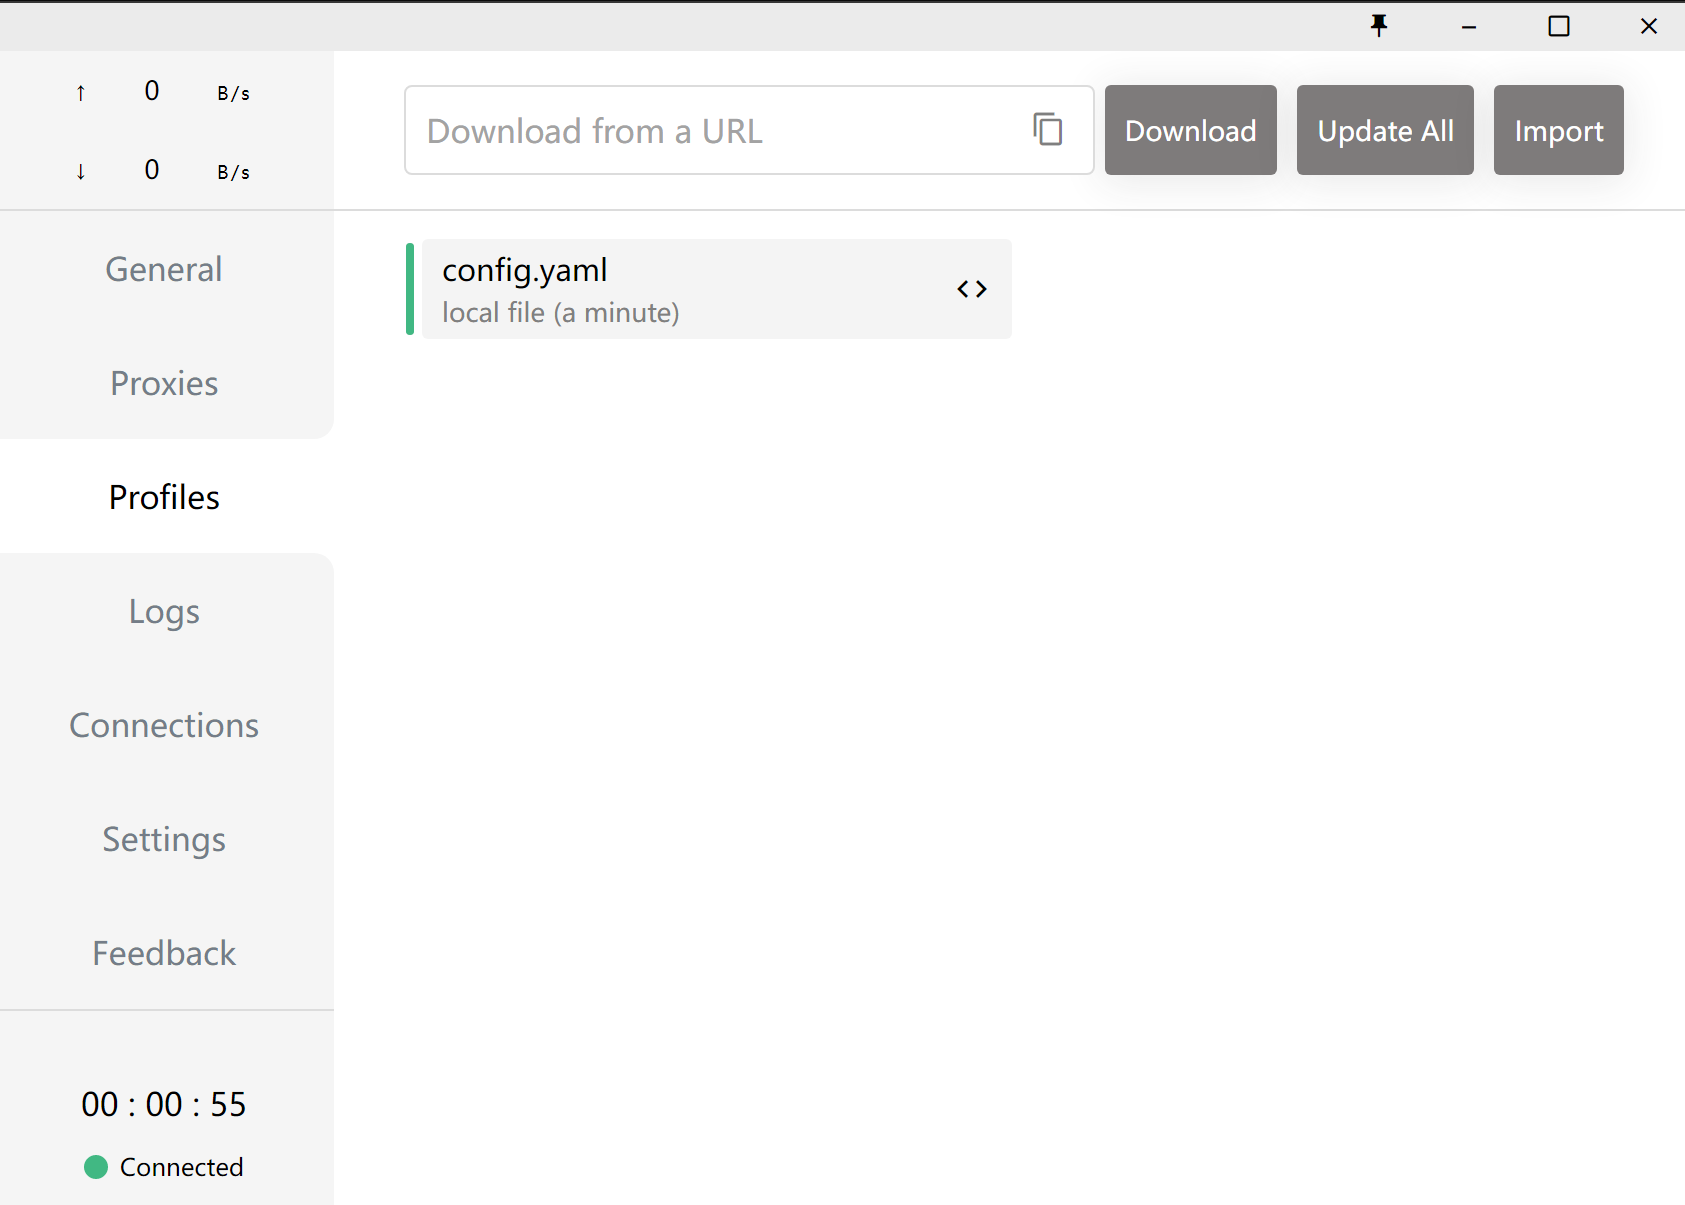 ↑ 0 B/s
↓ 0 B/s
Download from a URL
Download
Update All
Import
General
Proxies
Profiles
Logs
Connections
Settings
Feedback
config.yaml
local file (a minute)
00 : 00 : 55
Connected